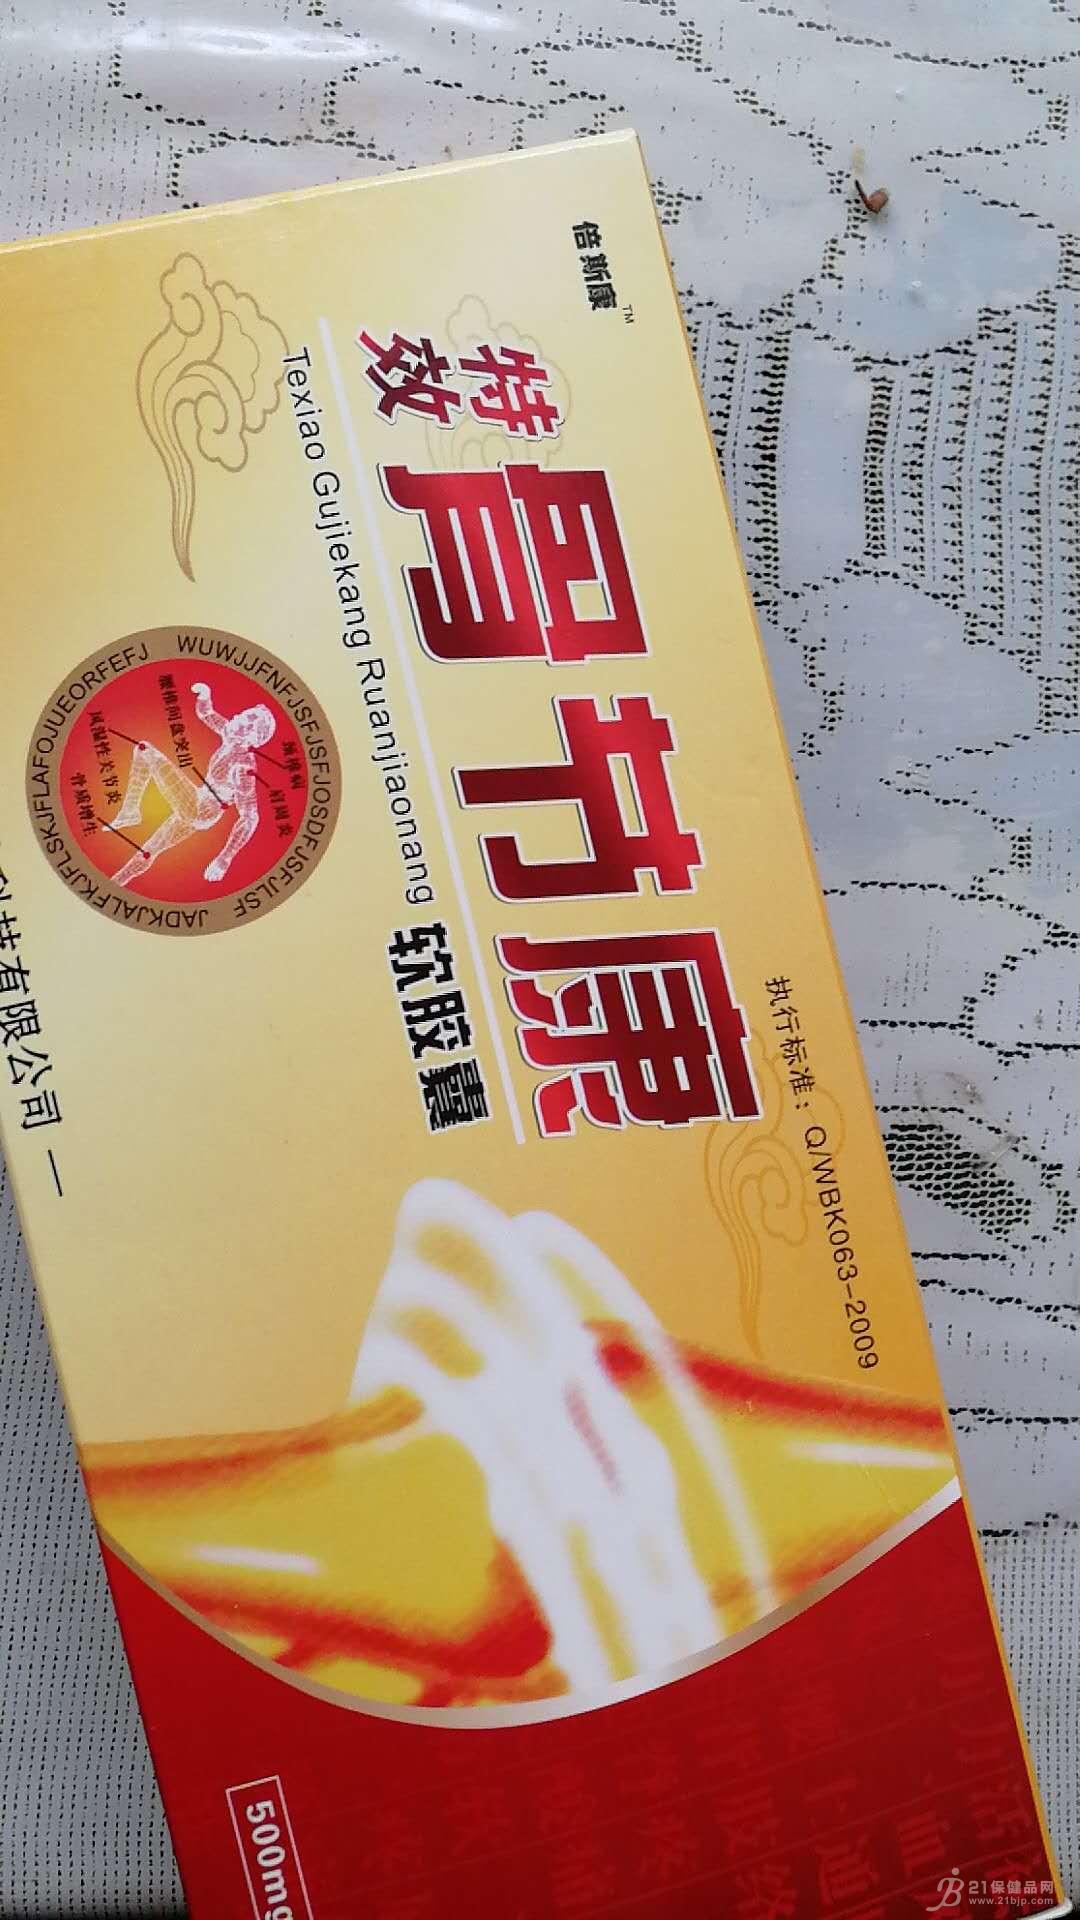 倍斯康™
特效
骨节康
Texiao Gujiekang Ruanjiaonang
软胶囊
执行标准：Q/WBK063-2009
WUWJJFNFJSFJSFJOSDFJSFJLSF
JADKJALFKJFLSKJFLAFOJUEORFEFJ
颈椎病
肩周炎
腰椎间盘突出
风湿性关节炎
骨质增生
科技有限公司
500mg
21保健品网
www.21bjp.com